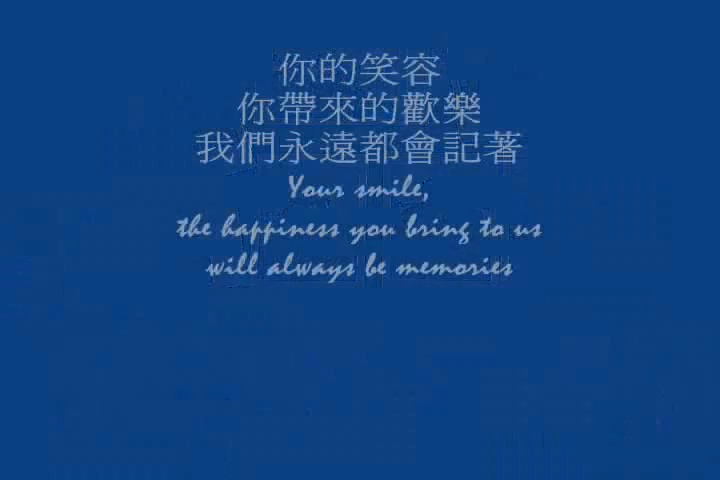 你的笑容
你帶來的歡樂
我們永遠都會記著
Your smile,
the happiness you bring to us
will always be memories